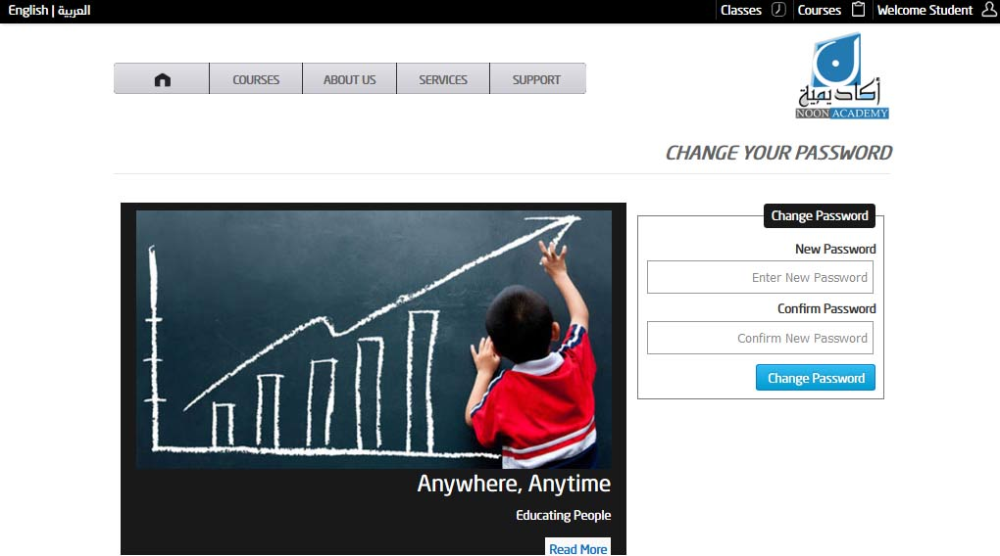 English | العربية
Classes
Courses
Welcome Student
COURSES
ABOUT US
SERVICES
SUPPORT
أكاديمية
NOON ACADEMY
CHANGE YOUR PASSWORD
Change Password
New Password
Enter New Password
Confirm Password
Confirm New Password
Change Password
Anywhere, Anytime
Educating People
Read More